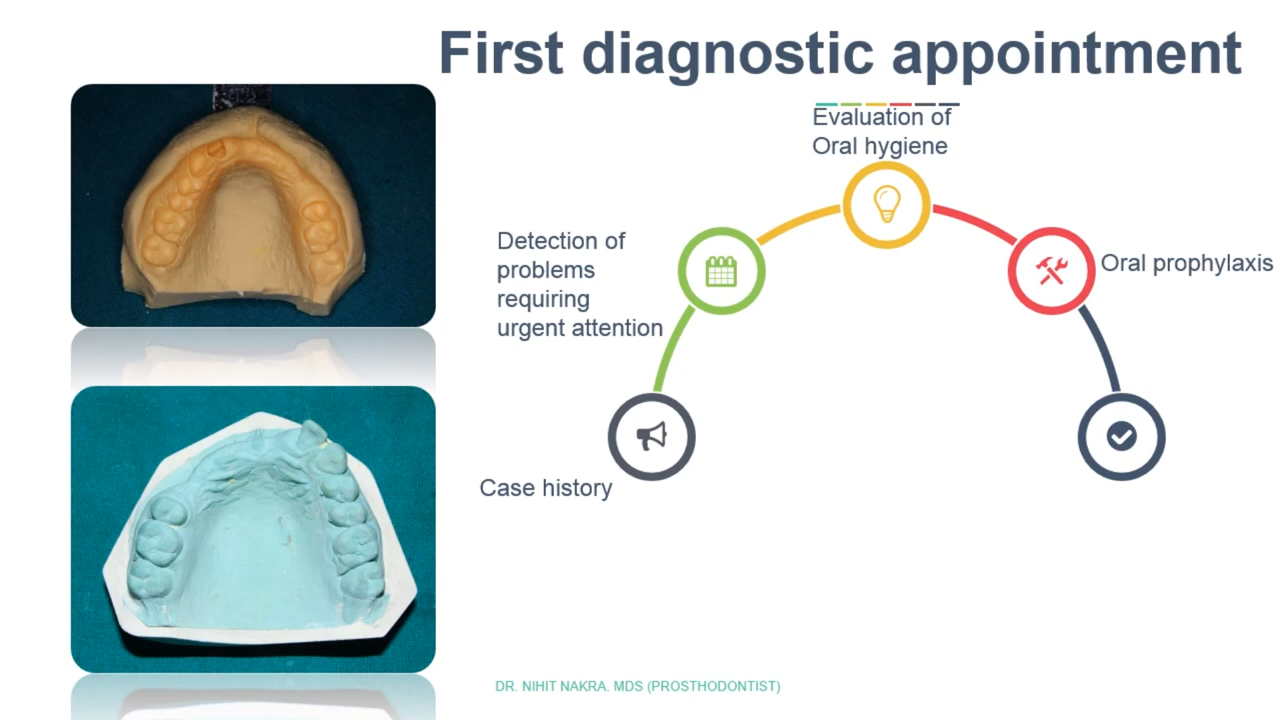 First diagnostic appointment
Evaluation of
Oral hygiene
Detection of
problems
requiring
urgent attention
Oral prophylaxis
Case history
DR. NIHIT NAKRA. MDS (PROSTHODONTIST)